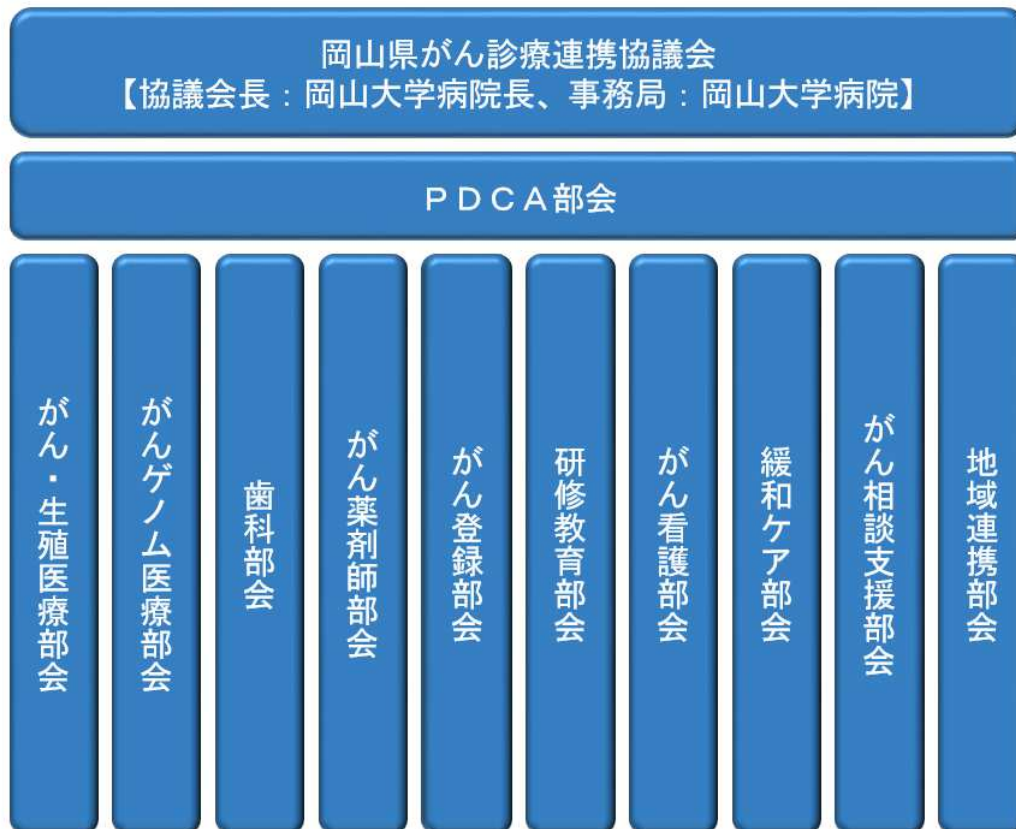 岡山県がん診療連携協議会
【協議会長：岡山大学病院長、事務局：岡山大学病院】
ＰＤＣＡ部会
がん・生殖医療部会
がんゲノム医療部会
歯科部会
がん薬剤師部会
がん登録部会
研修教育部会
がん看護部会
緩和ケア部会
がん相談支援部会
地域連携部会